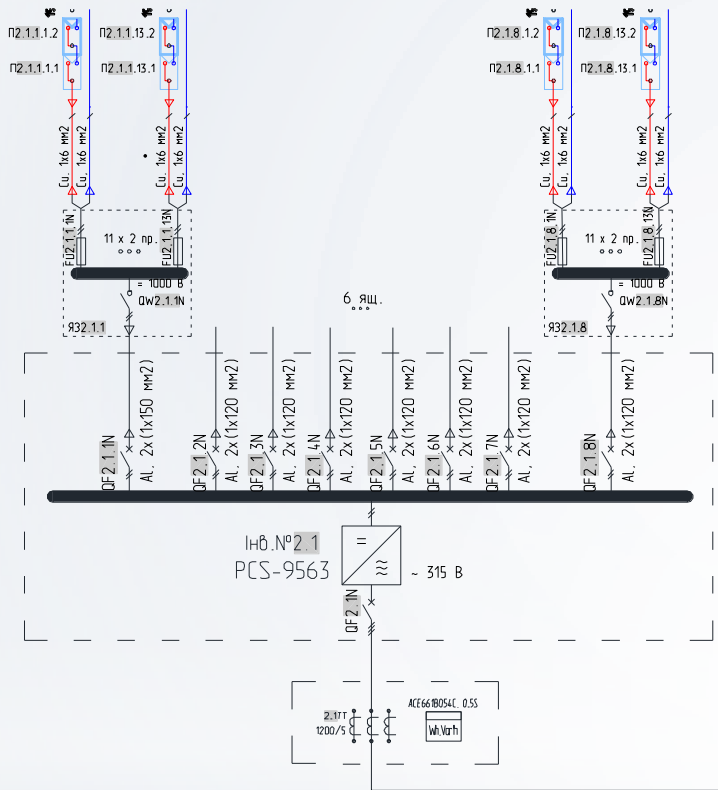 П2.1.1.1.2
П2.1.1.13.2
П2.1.8.1.2
П2.1.8.13.2
П2.1.1.1.1
П2.1.1.13.1
П2.1.8.1.1
П2.1.8.13.1
Cu, 1x6 мм2
Cu, 1x6 мм2
Cu, 1x6 мм2
Cu, 1x6 мм2
Cu, 1x6 мм2
Cu, 1x6 мм2
Cu, 1x6 мм2
Cu, 1x6 мм2
FU2.1.1.1N
11 x 2 пр.
FU2.1.1.13N
FU2.1.8.1N
11 x 2 пр.
FU2.1.8.13N
= 1000 В
QW2.1.1N
ЯЗ2.1.1
6 ящ.
= 1000 В
QW2.1.8N
ЯЗ2.1.8
QF2.1.1N
Al, 2x(1x150 мм2)
QF2.1.2N
Al, 2x(1x120 мм2)
QF2.1.3N
Al, 2x(1x120 мм2)
QF2.1.4N
Al, 2x(1x120 мм2)
QF2.1.5N
Al, 2x(1x120 мм2)
QF2.1.6N
Al, 2x(1x120 мм2)
QF2.1.7N
Al, 2x(1x120 мм2)
QF2.1.8N
Al, 2x(1x120 мм2)
Інв.№2.1
PCS-9563
~ 315 В
QF2.1N
2.1TT
1200/5
ACE661B054C, 0,5S
Wh,Varh